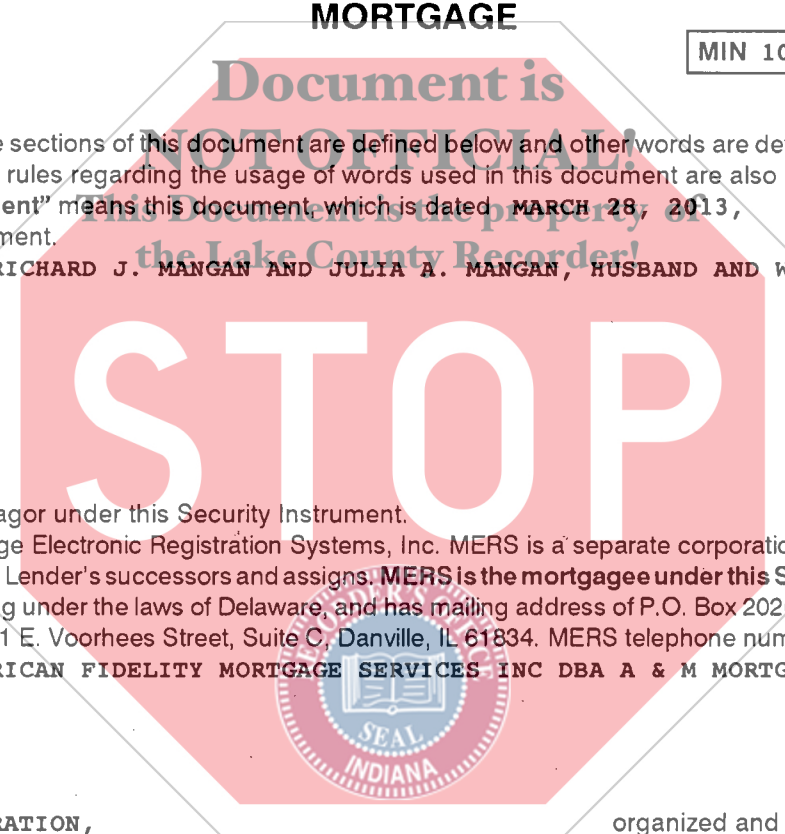 MORTGAGE
MIN 10
Document is
sections of this document are defined below and other words are de
NOT OFFICIAL!
rules regarding the usage of words used in this document are also
ent” means this Document, which is dated MARCH 28, 2013,
This Document is the property of
ment.
the Lake County Recorder!
RICHARD J. MANGAN AND JULIA A. MANGAN, HUSBAND AND W
STOP
agor under this Security Instrument.
ge Electronic Registration Systems, Inc. MERS is a separate corporatio
Lender's successors and assigns. MERS is the mortgagee under this S
g under the laws of Delaware, and has mailing address of P.O. Box 202
1 E. Voorhees Street, Suite C, Danville, IL 61834. MERS telephone num
RICAN FIDELITY MORTGAGE SERVICES INC DBA A & M MORTG
SEAL
INDIANA
RATION,
organized and